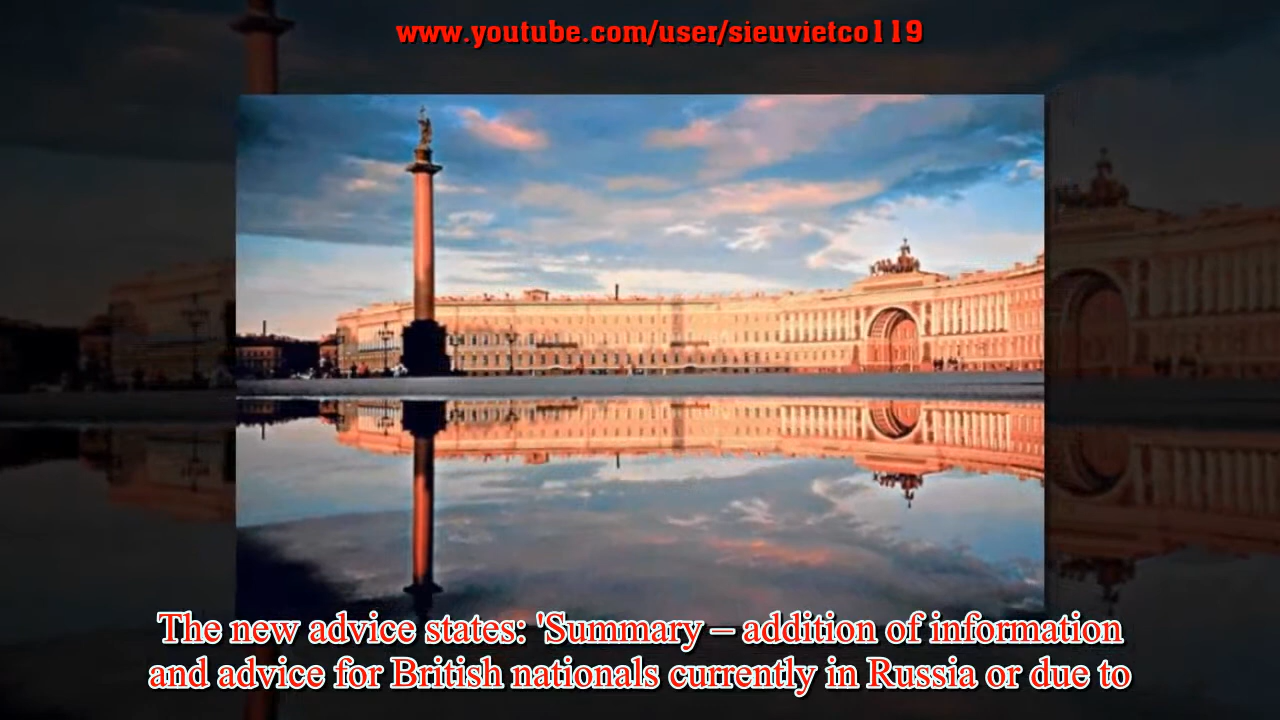 www.youtube.com/user/sieuvietco119
The new advice states: 'Summary – addition of information
and advice for British nationals currently in Russia or due to